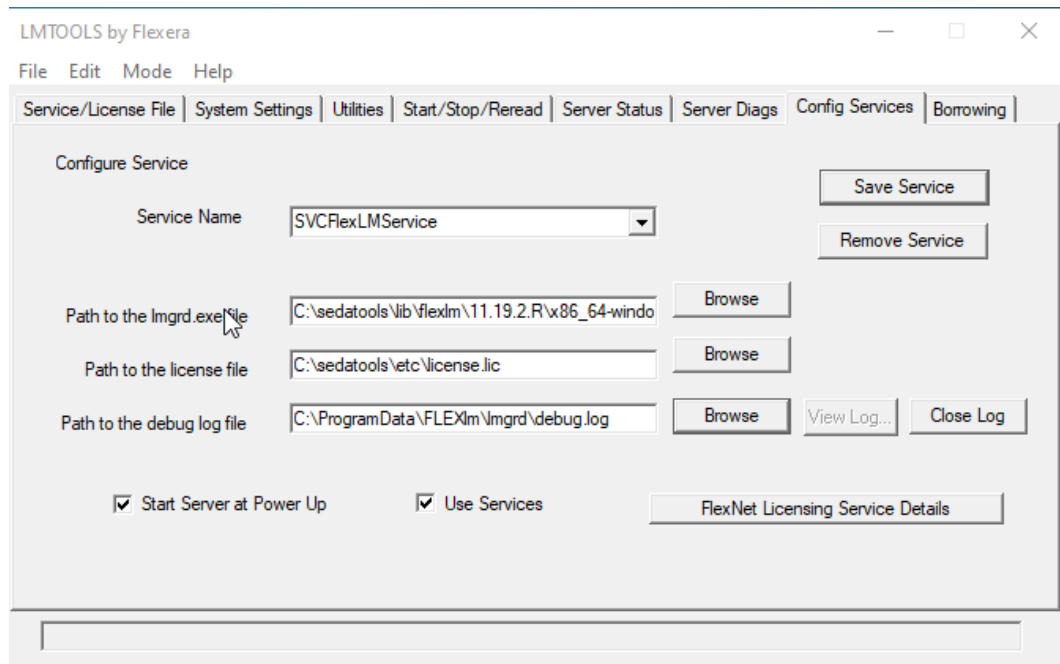 LMTOOLS by Flexera
File Edit Mode Help
Service/License File System Settings Utilities Start/Stop/Reread Server Status Server Diags Config Services Borrowing
Configure Service
Save Service
Service Name SVCFlexLMService
Remove Service
Path to the lmgrd.exe file C:\sedatools\lib\flexlm\11.19.2.R\x86_64-windo Browse
Path to the license file C:\sedatools\etc\license.lic Browse
Path to the debug log file C:\ProgramData\FLEXlm\lmgrd\debug.log Browse View Log... Close Log
Start Server at Power Up Use Services FlexNet Licensing Service Details